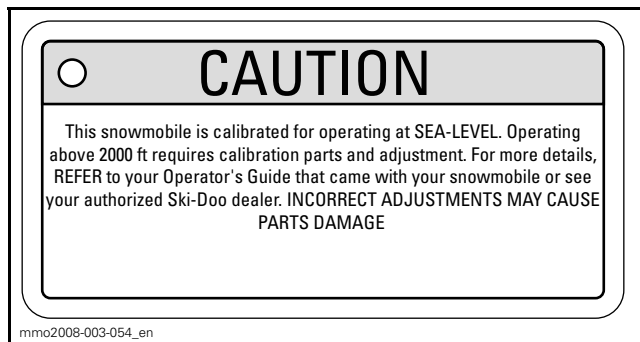 CAUTION
This snowmobile is calibrated for operating at SEA-LEVEL. Operating
above 2000 ft requires calibration parts and adjustment. For more details,
REFER to your Operator's Guide that came with your snowmobile or see
your authorized Ski-Doo dealer. INCORRECT ADJUSTMENTS MAY CAUSE
PARTS DAMAGE
mmo2008-003-054_en